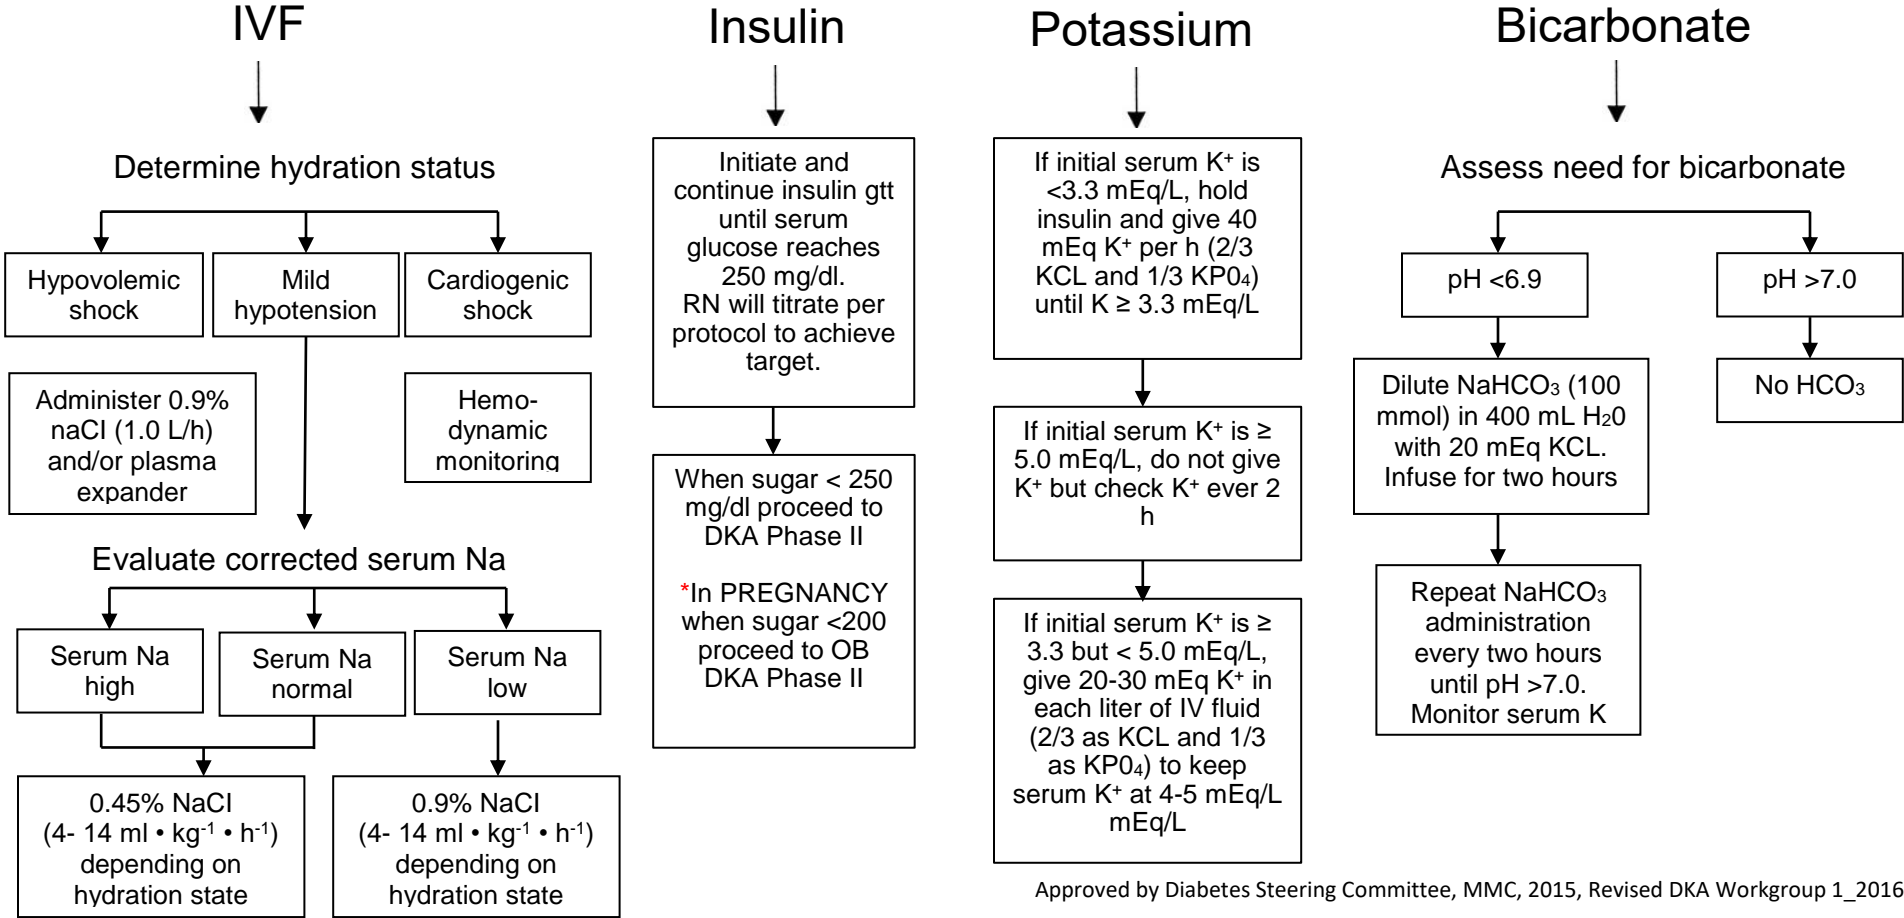 IVF
Determine hydration status
Hypovolemic
shock
Mild
hypotension
Cardiogenic
shock
Administer 0.9%
naCl (1.0 L/h)
and/or plasma
expander
Hemo-
dynamic
monitoring
Evaluate corrected serum Na
Serum Na
high
Serum Na
normal
Serum Na
low
0.45% NaCl
(4- 14 ml • kg⁻¹ • h⁻¹)
depending on
hydration state
0.9% NaCl
(4- 14 ml • kg⁻¹ • h⁻¹)
depending on
hydration state
Insulin
Initiate and
continue insulin gtt
until serum
glucose reaches
250 mg/dl.
RN will titrate per
protocol to achieve
target.
When sugar < 250
mg/dl proceed to
DKA Phase II
*In PREGNANCY
when sugar <200
proceed to OB
DKA Phase II
Potassium
If initial serum K⁺ is
<3.3 mEq/L, hold
insulin and give 40
mEq K⁺ per h (2/3
KCL and 1/3 KP0₄)
until K ≥ 3.3 mEq/L
If initial serum K⁺ is ≥
5.0 mEq/L, do not give
K⁺ but check K⁺ ever 2
h
If initial serum K⁺ is ≥
3.3 but < 5.0 mEq/L,
give 20-30 mEq K⁺ in
each liter of IV fluid
(2/3 as KCL and 1/3
as KP0₄) to keep
serum K⁺ at 4-5 mEq/L
mEq/L
Bicarbonate
Assess need for bicarbonate
pH <6.9
pH >7.0
Dilute NaHCO₃ (100
mmol) in 400 mL H₂0
with 20 mEq KCL.
Infuse for two hours
No HCO₃
Repeat NaHCO₃
administration
every two hours
until pH >7.0.
Monitor serum K
Approved by Diabetes Steering Committee, MMC, 2015, Revised DKA Workgroup 1_2016